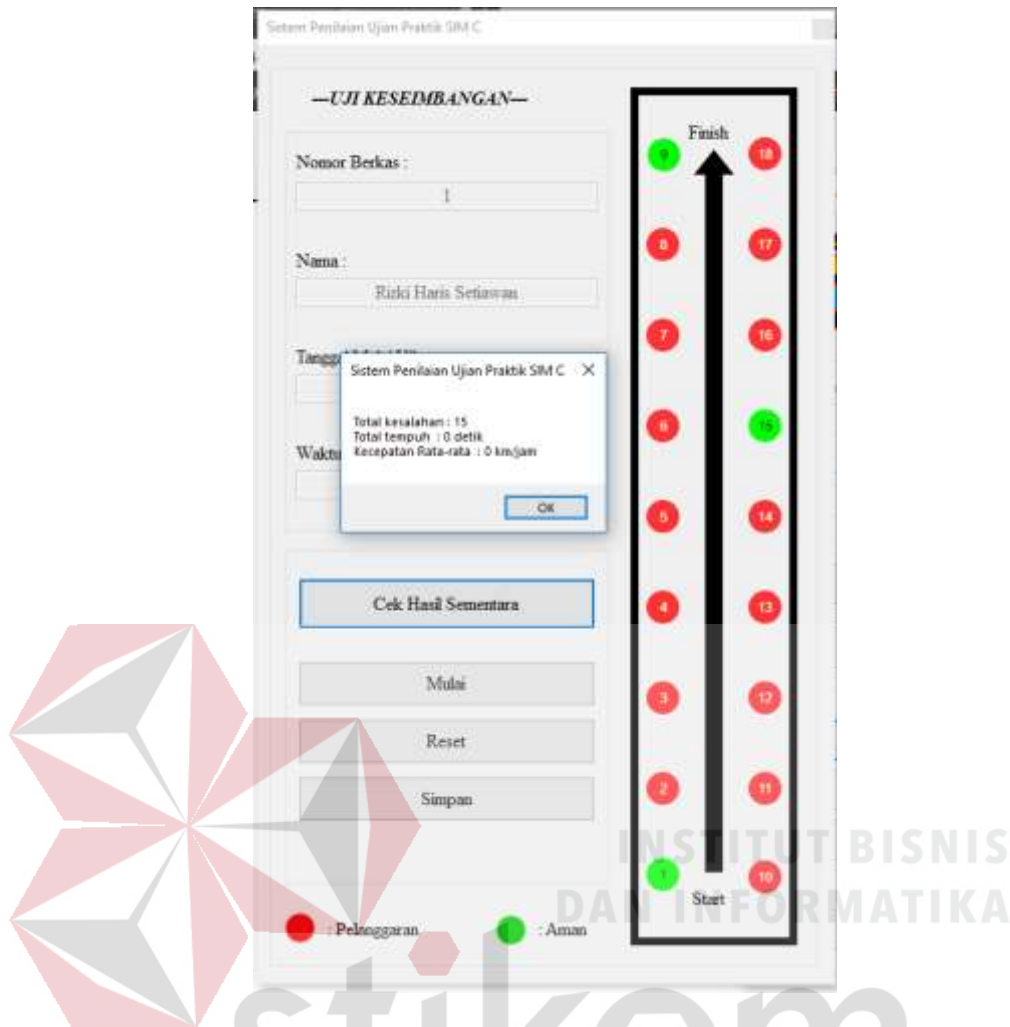 Sistem Penilaian Ujian Praktik SIM C
---UJI KESEIMBANGAN---
Nomor Berkas :
1
Nama :
Rizki Haris Setiawan
Sistem Penilaian Ujian Praktik SIM C
Total kesalahan : 15
Total tempuh : 0 detik
Kecepatan Rata-rata : 0 km/jam
OK
Cek Hasil Sementara
Mulai
Reset
Simpan
: Pelanggaran
: Aman
Finish
9 18
8 17
7 16
6 15
5 14
4 13
3 12
2 11
1 10
Start
INSTITUT BISNIS
DAN INFORMATIKA
stikom